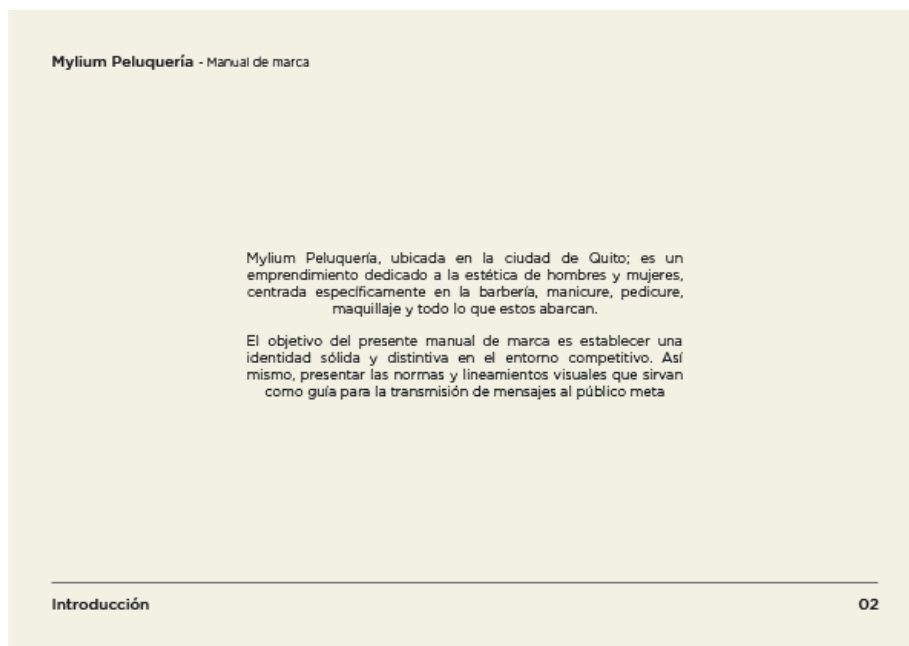 Mylium Peluquería - Manual de marca
Mylium Peluquería, ubicada en la ciudad de Quito; es un
emprendimiento dedicado a la estética de hombres y mujeres,
centrada específicamente en la barbería, manicure, pedicure,
maquillaje y todo lo que estos abarcan.
El objetivo del presente manual de marca es establecer una
identidad sólida y distintiva en el entorno competitivo. Así
mismo, presentar las normas y lineamientos visuales que sirvan
como guía para la transmisión de mensajes al público meta
Introducción 02